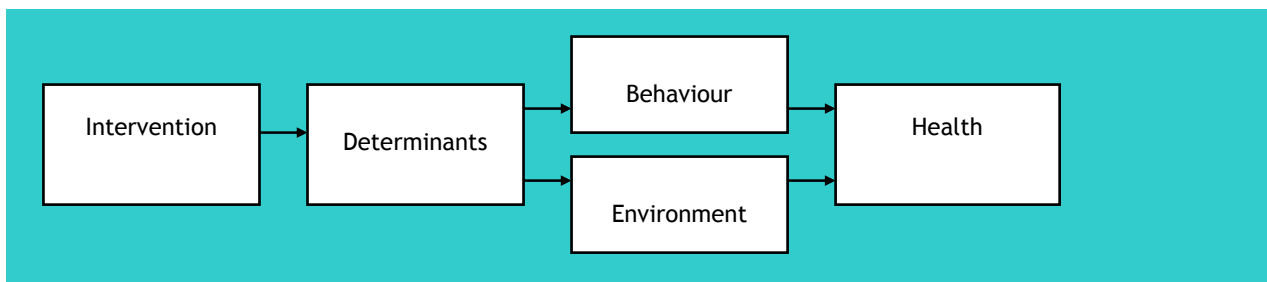 Intervention
Determinants
Behaviour
Environment
Health